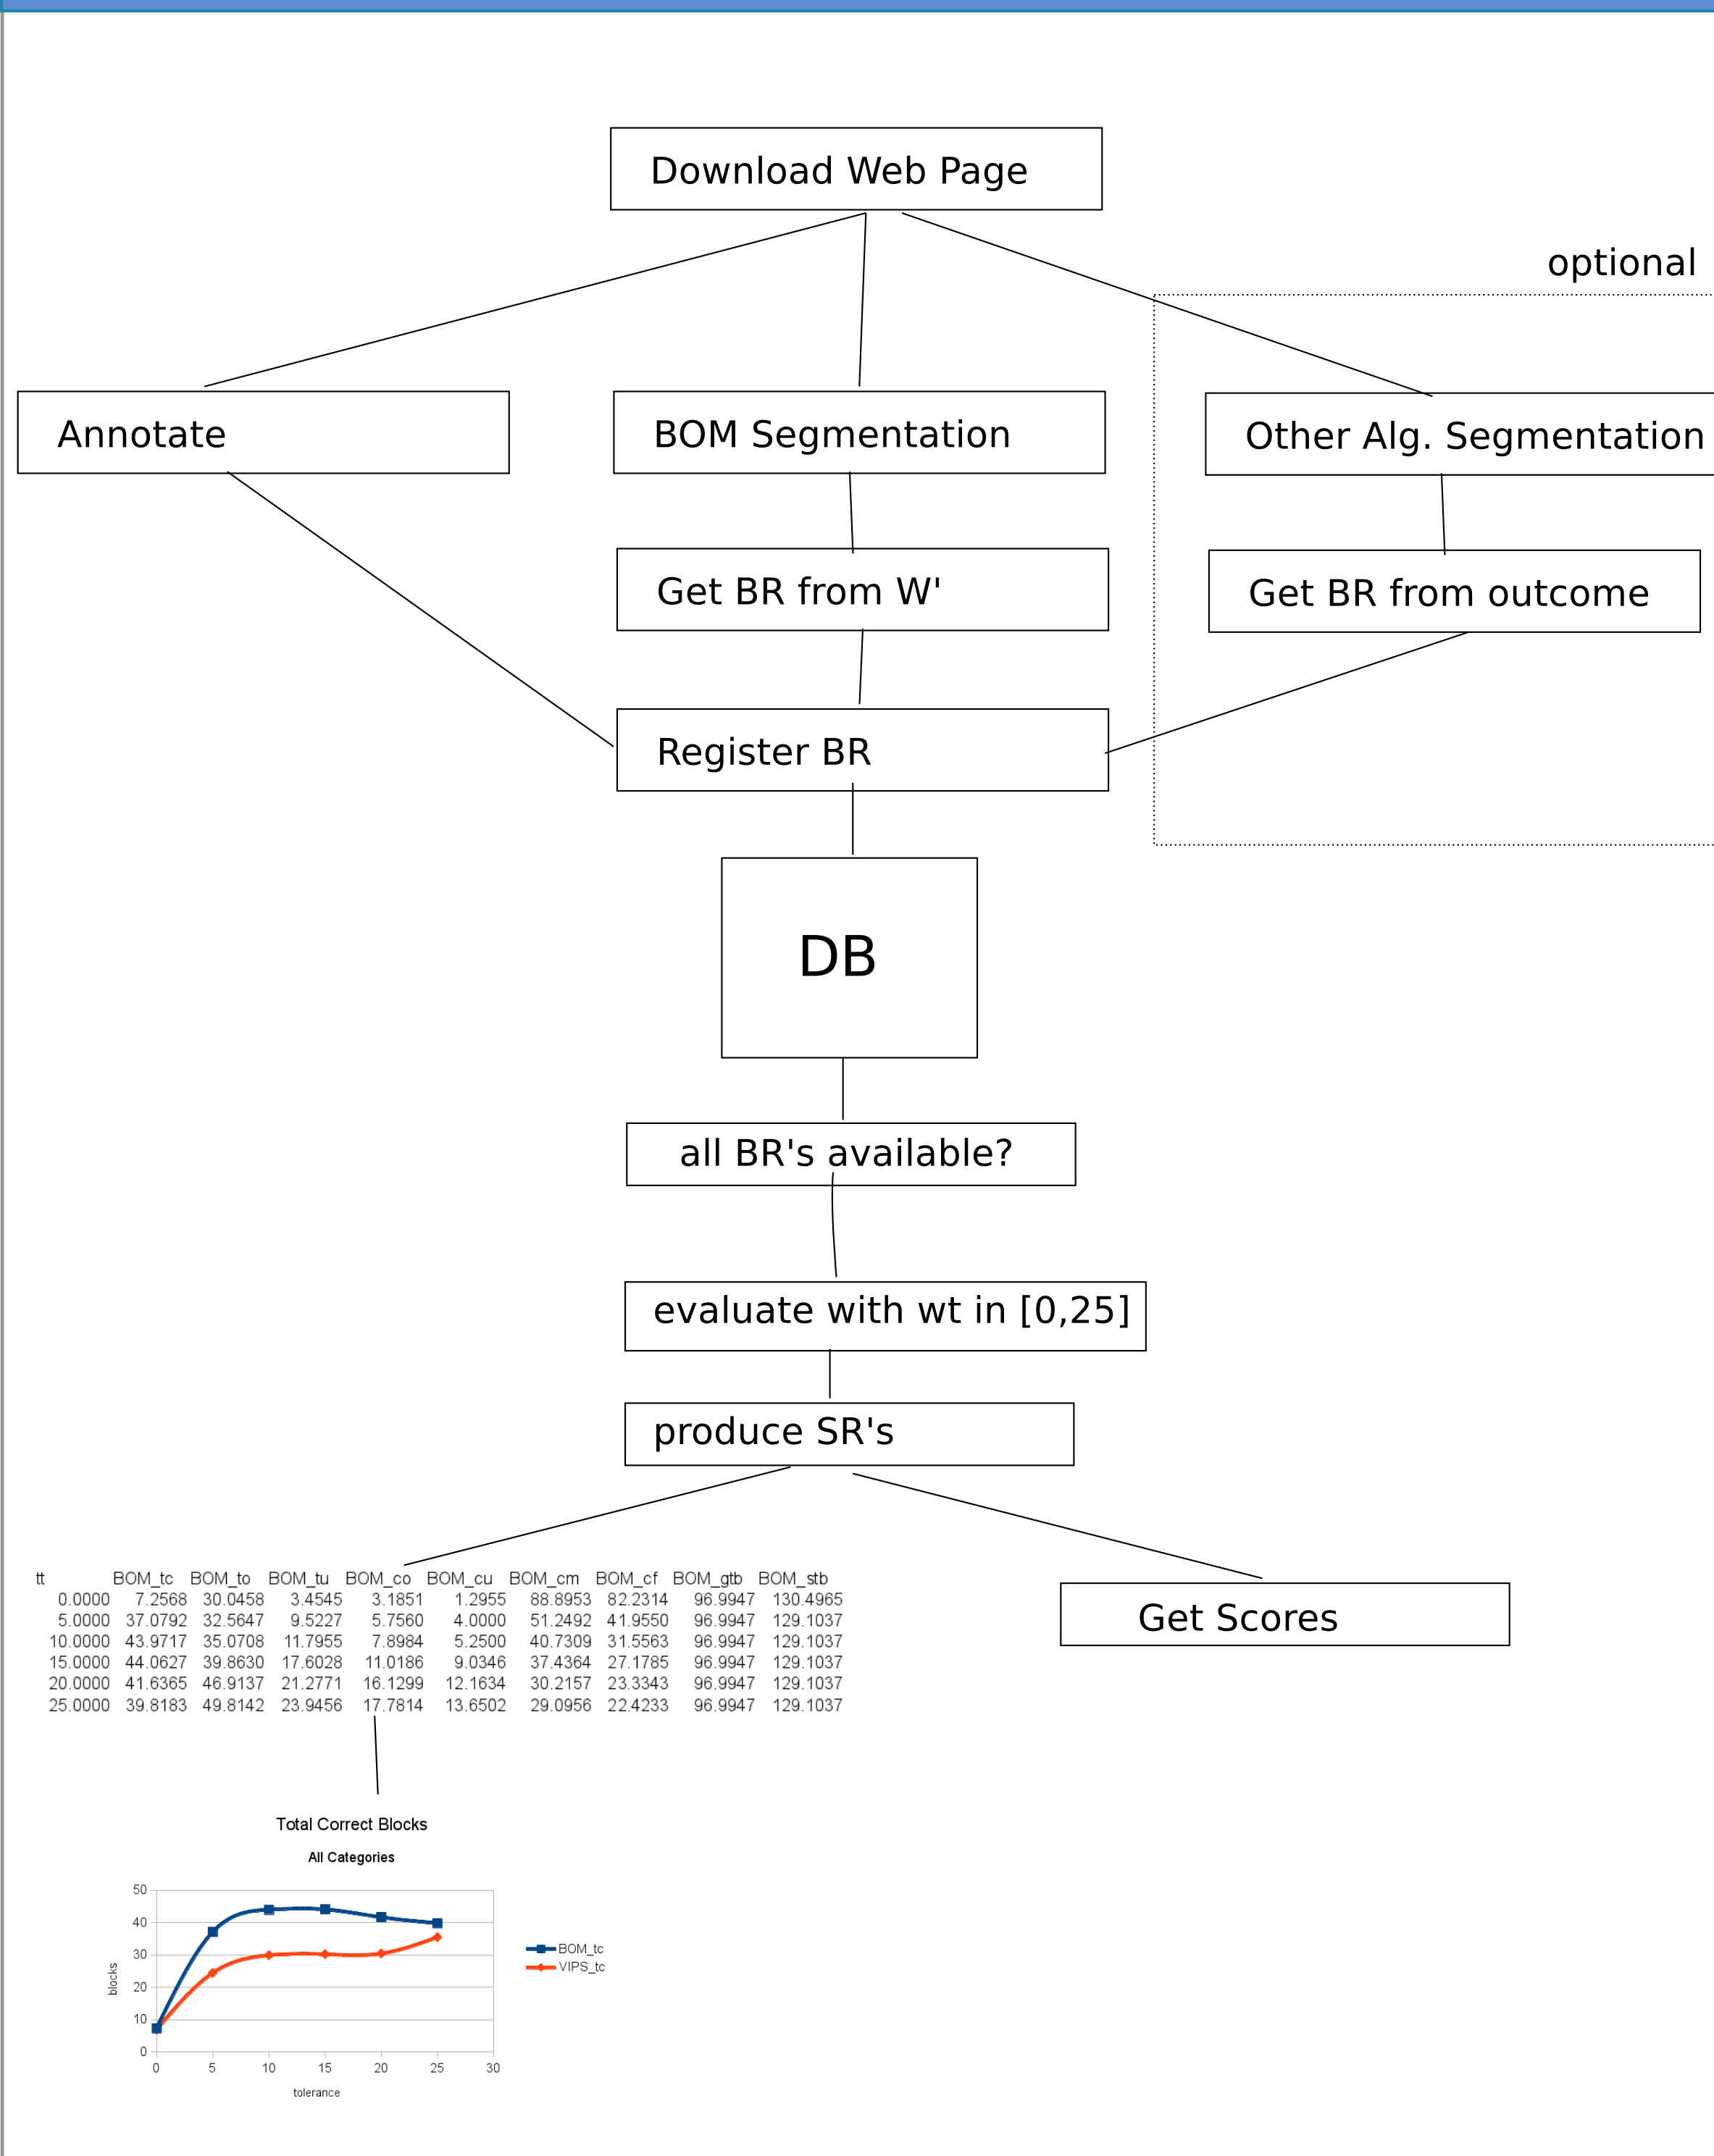 Download Web Page
optional
Annotate
BOM Segmentation
Other Alg. Segmentation
Get BR from W'
Get BR from outcome
Register BR
DB
all BR's available?
evaluate with wt in [0,25]
produce SR's
tt BOM_tc BOM_to BOM_tu BOM_co BOM_cu BOM_cm BOM_cf BOM_gtb BOM_stb
0.0000 7.2568 30.0458 3.4545 3.1851 1.2955 88.8953 82.2314 96.9947 130.4965
5.0000 37.0792 32.5647 9.5227 5.7560 4.0000 51.2492 41.9550 96.9947 129.1037
10.0000 43.9717 35.0708 11.7955 7.8984 5.2500 40.7309 31.5563 96.9947 129.1037
15.0000 44.0627 39.8630 17.6028 11.0186 9.0346 37.4364 27.1785 96.9947 129.1037
20.0000 41.6365 46.9137 21.2771 16.1299 12.1634 30.2157 23.3343 96.9947 129.1037
25.0000 39.8183 49.8142 23.9456 17.7814 13.6502 29.0956 22.4233 96.9947 129.1037
Get Scores
Total Correct Blocks
All Categories
50
40
30
20
10
0
blocks
0 5 10 15 20 25 30
tolerance
BOM_tc
VIPS_tc